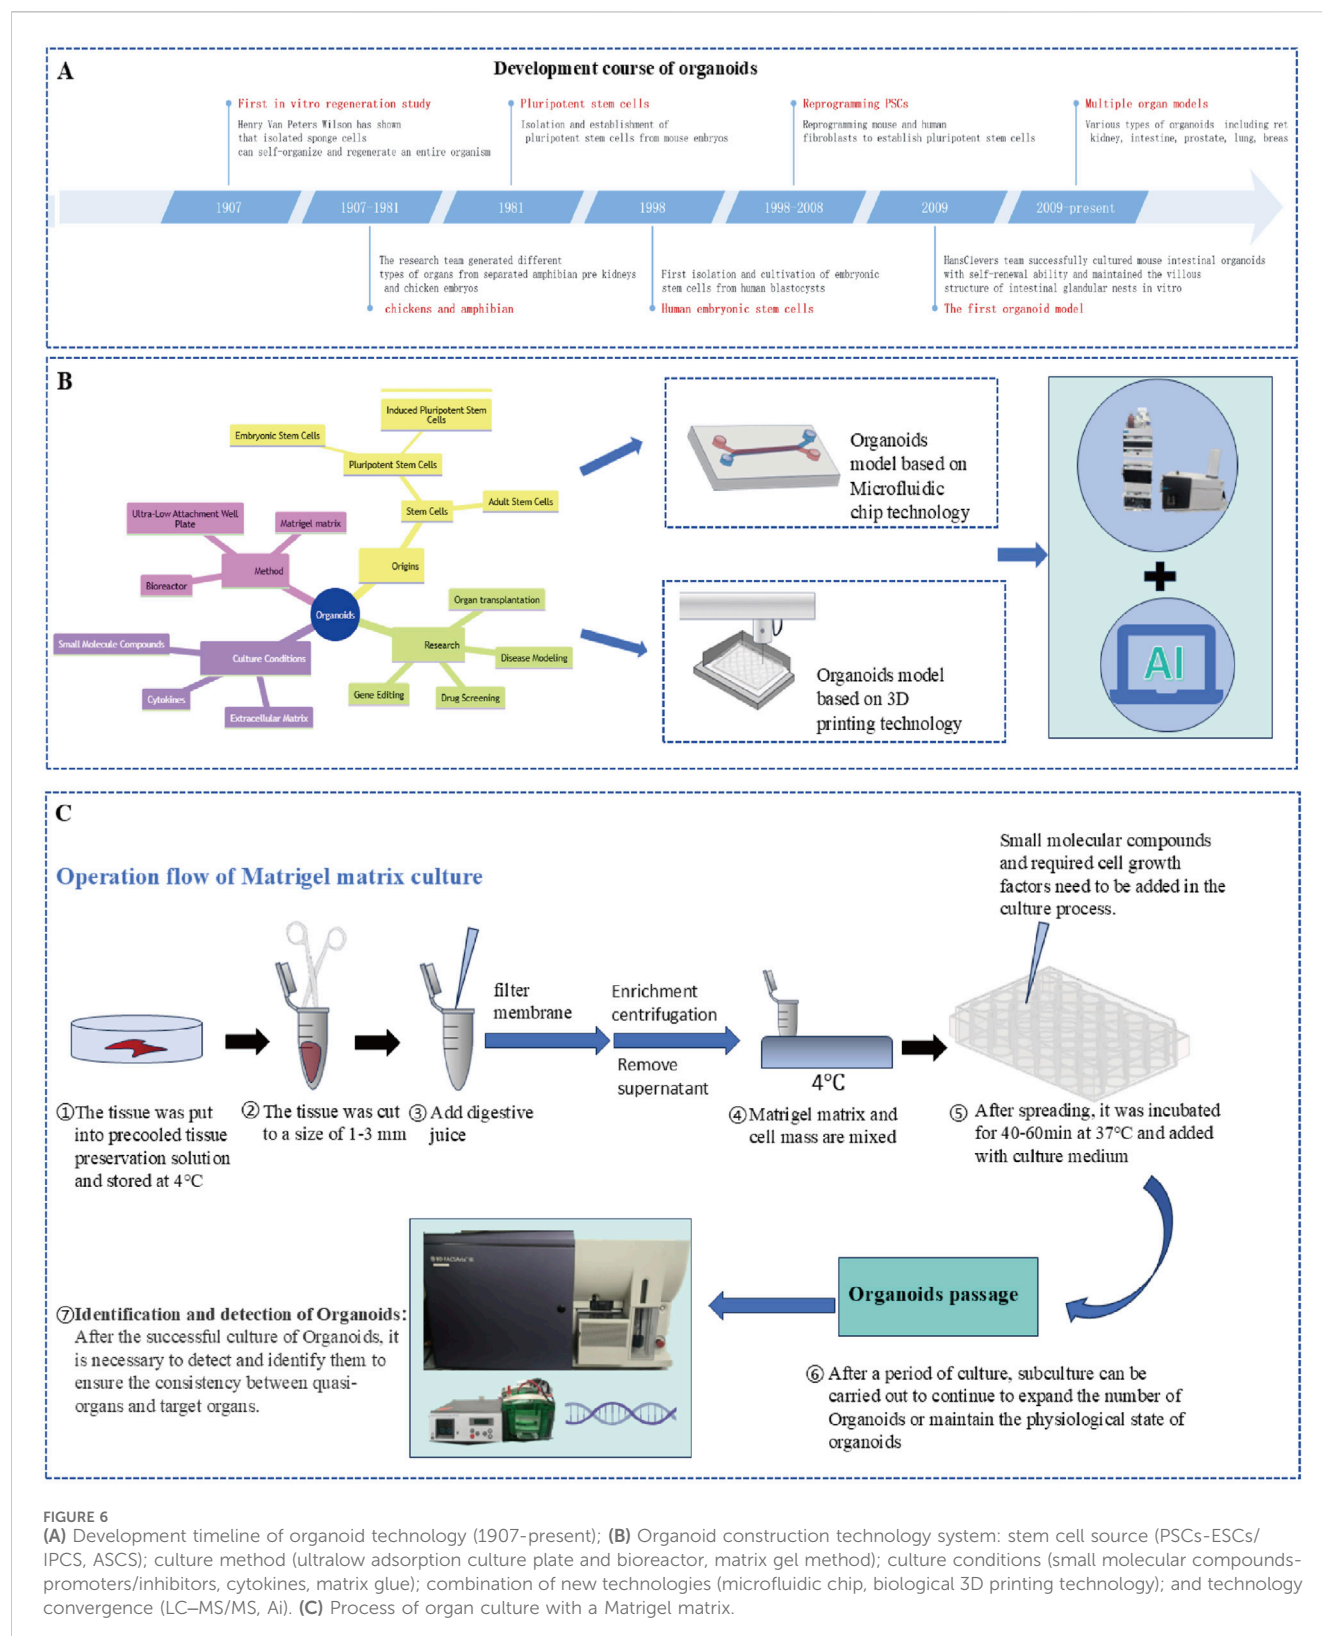 A
Development course of organoids
First in vitro regeneration study
Henry Van Peters Wilson has shown
that isolated sponge cells
can self-organize and regenerate an entire organism
Pluripotent stem cells
Isolation and establishment of
pluripotent stem cells from mouse embryos
Reprogramming PSCs
Reprogramming mouse and human
fibroblasts to establish pluripotent stem cells
Multiple organ models
Various types of organoids including ret
kidney, intestine, prostate, lung, breas
1907
1907-1981
1981
1998
1998-2008
2009
2009-present
The research team generated different
types of organs from separated amphibian pre kidneys
and chicken embryos
chickens and amphibian
First isolation and cultivation of embryonic
stem cells from human blastocysts
Human embryonic stem cells
HansClevers team successfully cultured mouse intestinal organoids
with self-renewal ability and maintained the villous
structure of intestinal glandular nests in vitro
The first organoid model
B
Induced Pluripotent Stem
Cells
Embryonic Stem Cells
Pluripotent Stem Cells
Adult Stem Cells
Stem Cells
Ultra-Low Attachment Well
Plate
Matrigel matrix
Method
Origins
Bioreactor
Organoids
Organ transplantation
Small Molecule Compounds
Culture Conditions
Research
Disease Modeling
Cytokines
Gene Editing
Drug Screening
Extracellular Matrix
Organoids
model based on
Microfluidic
chip technology
Organoids model
based on 3D
printing technology
AI
C
Operation flow of Matrigel matrix culture
Small molecular compounds
and required cell growth
factors need to be added in the
culture process.
filter
membrane
Enrichment
centrifugation
Remove
supernatant
4°C
①The tissue was put
into precooled tissue
preservation solution
and stored at 4°C
② The tissue was cut
to a size of 1-3 mm
③ Add digestive
juice
④ Matrigel matrix and
cell mass are mixed
⑤ After spreading, it was incubated
for 40-60min at 37°C and added
with culture medium
Organoids passage
⑥ After a period of culture, subculture can be
carried out to continue to expand the number of
Organoids or maintain the physiological state of
organoids
⑦Identification and detection of Organoids:
After the successful culture of Organoids, it
is necessary to detect and identify them to
ensure the consistency between quasi-
organs and target organs.
FIGURE 6
(A) Development timeline of organoid technology (1907-present); (B) Organoid construction technology system: stem cell source (PSCs-ESCs/
IPCS, ASCS); culture method (ultralow adsorption culture plate and bioreactor, matrix gel method); culture conditions (small molecular compounds-
promoters/inhibitors, cytokines, matrix glue); combination of new technologies (microfluidic chip, biological 3D printing technology); and technology
convergence (LC–MS/MS, Ai). (C) Process of organ culture with a Matrigel matrix.